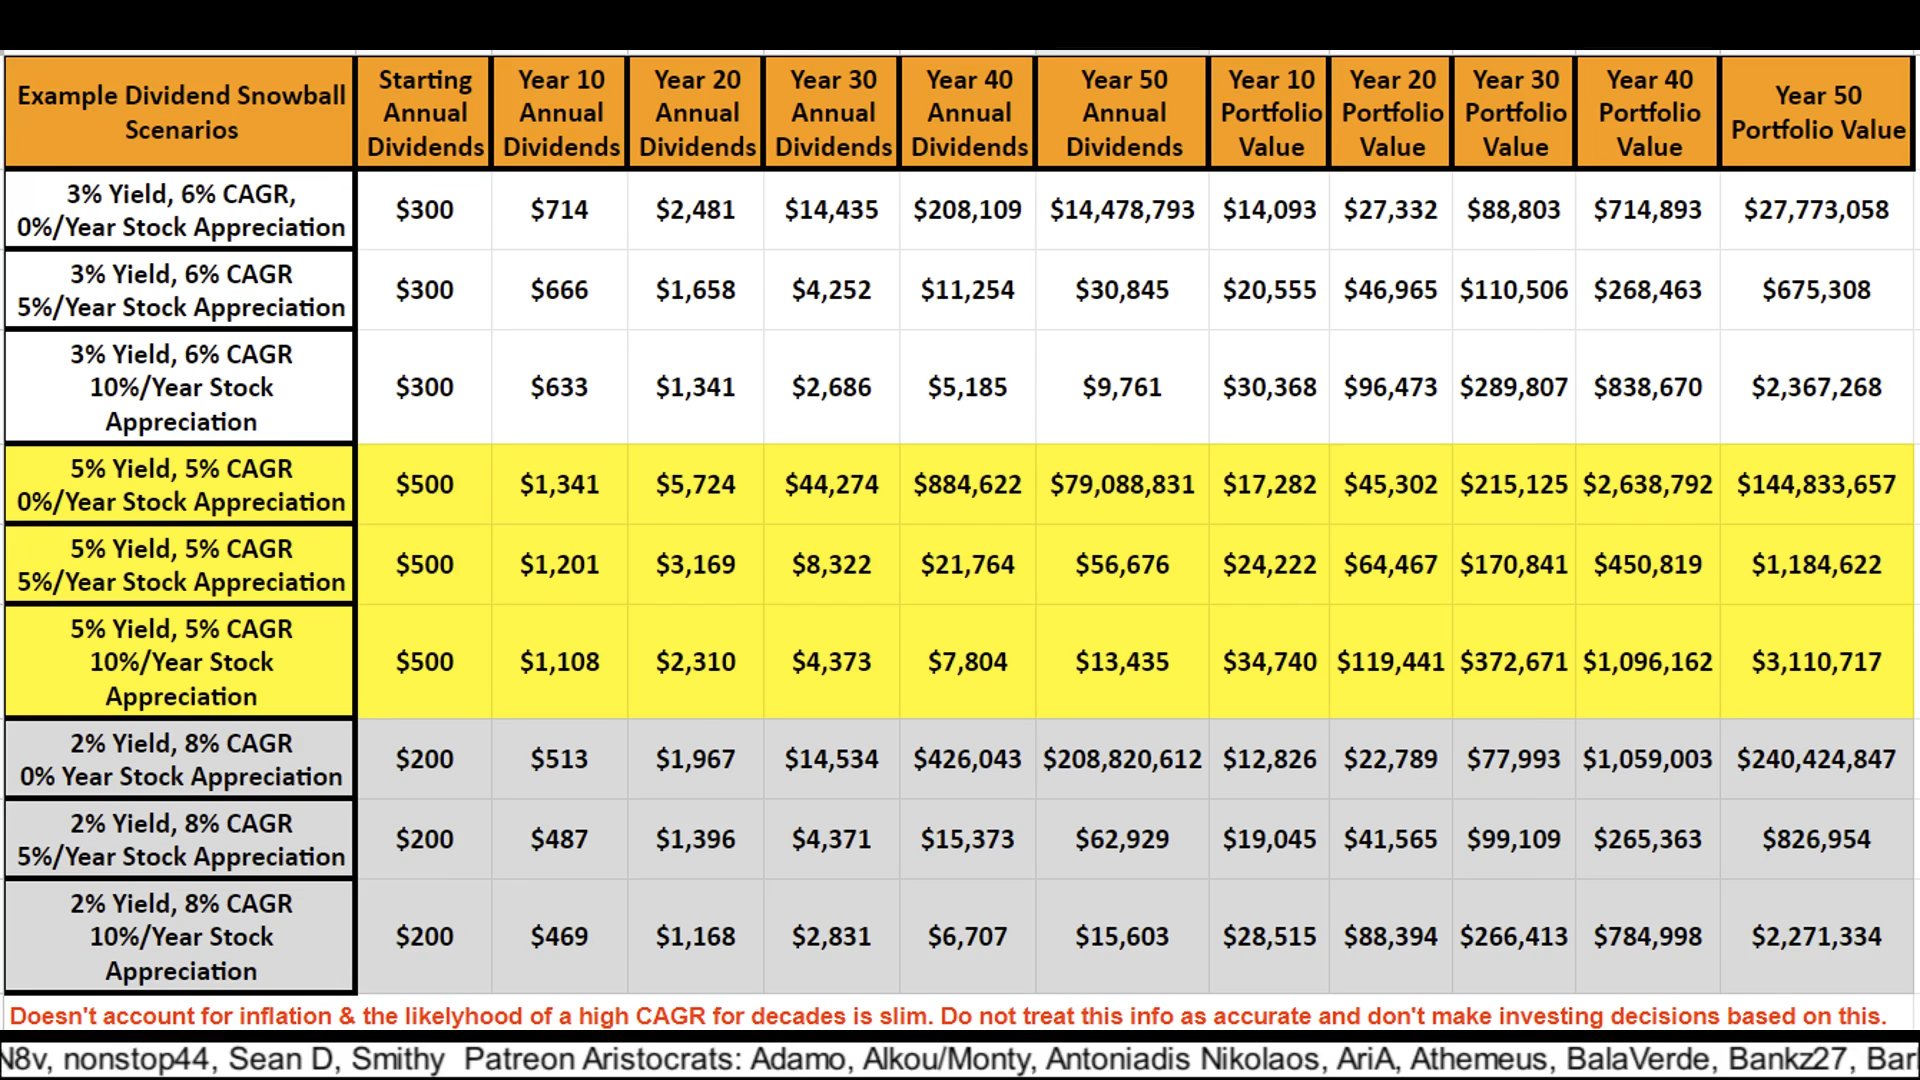 Example Dividend Snowball Scenarios | Starting Annual Dividends | Year 10 Annual Dividends | Year 20 Annual Dividends | Year 30 Annual Dividends | Year 40 Annual Dividends | Year 50 Annual Dividends | Year 10 Portfolio Value | Year 20 Portfolio Value | Year 30 Portfolio Value | Year 40 Portfolio Value | Year 50 Portfolio Value
3% Yield, 6% CAGR, 0%/Year Stock Appreciation | $300 | $714 | $2,481 | $14,435 | $208,109 | $14,478,793 | $14,093 | $27,332 | $88,803 | $714,893 | $27,773,058
3% Yield, 6% CAGR 5%/Year Stock Appreciation | $300 | $666 | $1,658 | $4,252 | $11,254 | $30,845 | $20,555 | $46,965 | $110,506 | $268,463 | $675,308
3% Yield, 6% CAGR 10%/Year Stock Appreciation | $300 | $633 | $1,341 | $2,686 | $5,185 | $9,761 | $30,368 | $96,473 | $289,807 | $838,670 | $2,367,268
5% Yield, 5% CAGR 0%/Year Stock Appreciation | $500 | $1,341 | $5,724 | $44,274 | $884,622 | $79,088,831 | $17,282 | $45,302 | $215,125 | $2,638,792 | $144,833,657
5% Yield, 5% CAGR 5%/Year Stock Appreciation | $500 | $1,201 | $3,169 | $8,322 | $21,764 | $56,676 | $24,222 | $64,467 | $170,841 | $450,819 | $1,184,622
5% Yield, 5% CAGR 10%/Year Stock Appreciation | $500 | $1,108 | $2,310 | $4,373 | $7,804 | $13,435 | $34,740 | $119,441 | $372,671 | $1,096,162 | $3,110,717
2% Yield, 8% CAGR 0% Year Stock Appreciation | $200 | $513 | $1,967 | $14,534 | $426,043 | $208,820,612 | $12,826 | $22,789 | $77,993 | $1,059,003 | $240,424,847
2% Yield, 8% CAGR 5%/Year Stock Appreciation | $200 | $487 | $1,396 | $4,371 | $15,373 | $62,929 | $19,045 | $41,565 | $99,109 | $265,363 | $826,954
2% Yield, 8% CAGR 10%/Year Stock Appreciation | $200 | $469 | $1,168 | $2,831 | $6,707 | $15,603 | $28,515 | $88,394 | $266,413 | $784,998 | $2,271,334
Doesn't account for inflation & the likelyhood of a high CAGR for decades is slim. Do not treat this info as accurate and don't make investing decisions based on this.
N8v, nonstop44, Sean D, Smithy Patreon Aristocrats: Adamo, Alkou/Monty, Antoniadis Nikolaos, AriA, Athemeus, BalaVerde, Bankz27,